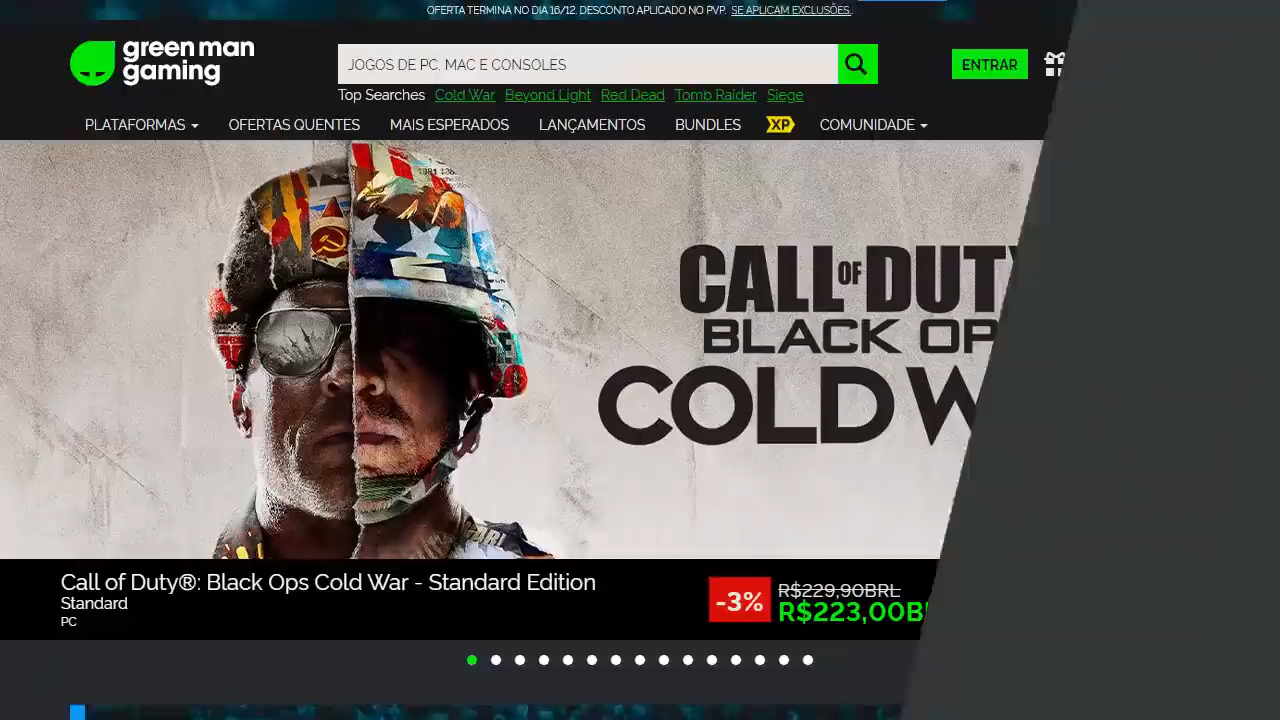 OFERTA TERMINA NO DIA 16/12. DESCONTO APLICADO NO PVP. SE APLICAM EXCLUSÕES.
green man
gaming
JOGOS DE PC, MAC E CONSOLES
ENTRAR
Top Searches Cold War Beyond Light Red Dead Tomb Raider Siege
PLATAFORMAS OFERTAS QUENTES MAIS ESPERADOS LANÇAMENTOS BUNDLES XP COMUNIDADE
CALL OF DUT
BLACK OP
COLD W
Call of Duty®: Black Ops Cold War - Standard Edition
Standard
PC
-3%
R$229,90BRL
R$223,00B